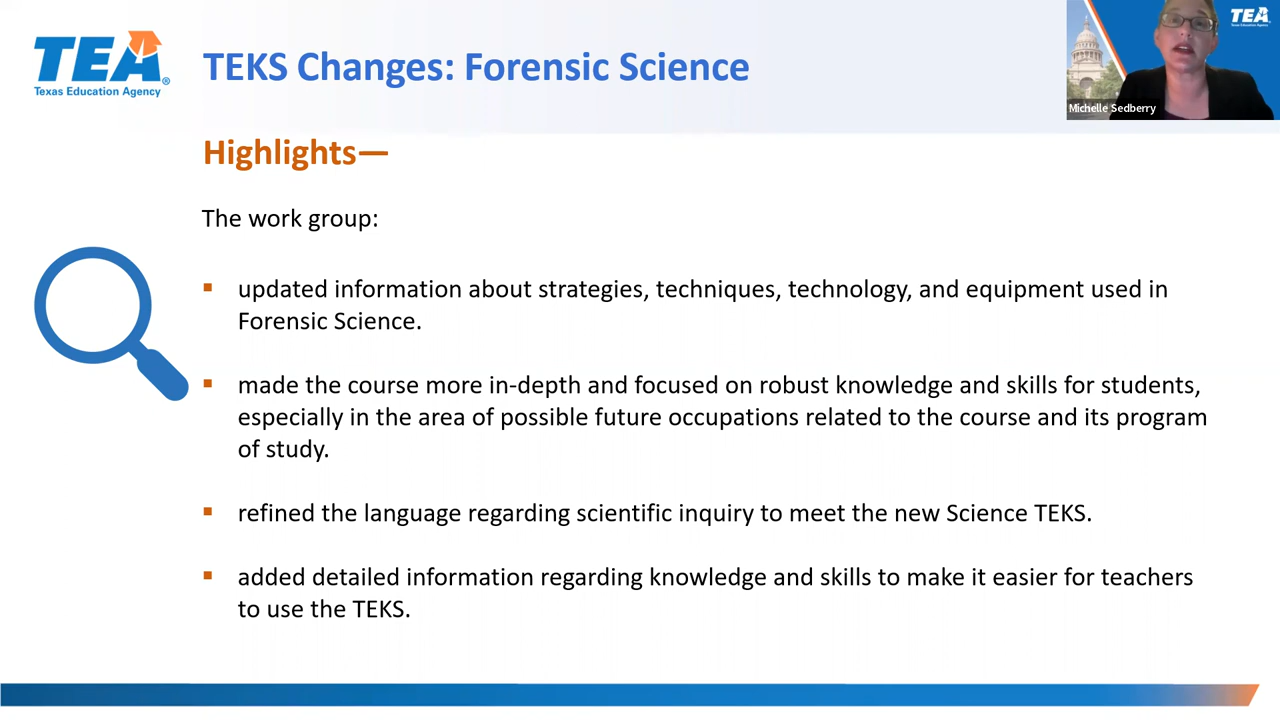 TEA
Texas Education Agency
TEKS Changes: Forensic Science
TEA
Texas Education Agency
Michelle Sedberry
Highlights—
The work group:
▪ updated information about strategies, techniques, technology, and equipment used in
Forensic Science.
▪ made the course more in-depth and focused on robust knowledge and skills for students,
especially in the area of possible future occupations related to the course and its program
of study.
▪ refined the language regarding scientific inquiry to meet the new Science TEKS.
▪ added detailed information regarding knowledge and skills to make it easier for teachers
to use the TEKS.